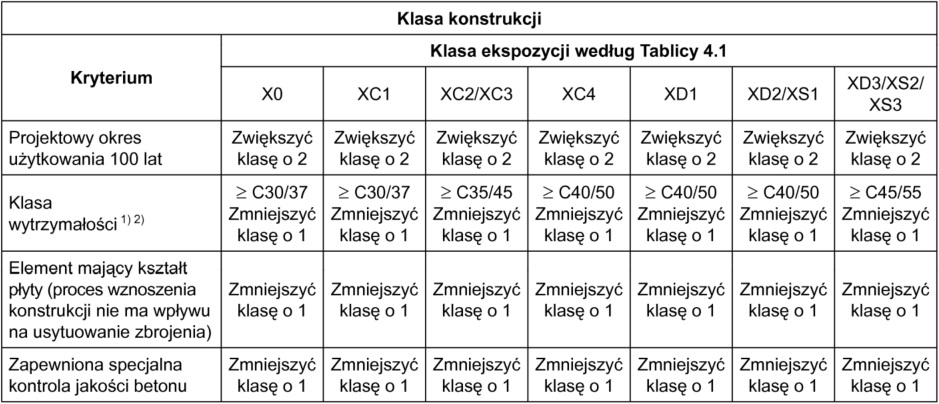 Klasa konstrukcji
Kryterium
Klasa ekspozycji według Tablicy 4.1
X0
XC1
XC2/XC3
XC4
XD1
XD2/XS1
XD3/XS2/
XS3
Projektowy okres
użytkowania 100 lat
Zwiększyć
klasę o 2
Zwiększyć
klasę o 2
Zwiększyć
klasę o 2
Zwiększyć
klasę o 2
Zwiększyć
klasę o 2
Zwiększyć
klasę o 2
Zwiększyć
klasę o 2
Klasa
wytrzymałości 1) 2)
≥ C30/37
Zmniejszyć
klasę o 1
≥ C30/37
Zmniejszyć
klasę o 1
≥ C35/45
Zmniejszyć
klasę o 1
≥ C40/50
Zmniejszyć
klasę o 1
≥ C40/50
Zmniejszyć
klasę o 1
≥ C40/50
Zmniejszyć
klasę o 1
≥ C45/55
Zmniejszyć
klasę o 1
Element mający kształt
płyty (proces wznoszenia
konstrukcji nie ma wpływu
na usytuowanie zbrojenia)
Zmniejszyć
klasę o 1
Zmniejszyć
klasę o 1
Zmniejszyć
klasę o 1
Zmniejszyć
klasę o 1
Zmniejszyć
klasę o 1
Zmniejszyć
klasę o 1
Zmniejszyć
klasę o 1
Zapewniona specjalna
kontrola jakości betonu
Zmniejszyć
klasę o 1
Zmniejszyć
klasę o 1
Zmniejszyć
klasę o 1
Zmniejszyć
klasę o 1
Zmniejszyć
klasę o 1
Zmniejszyć
klasę o 1
Zmniejszyć
klasę o 1